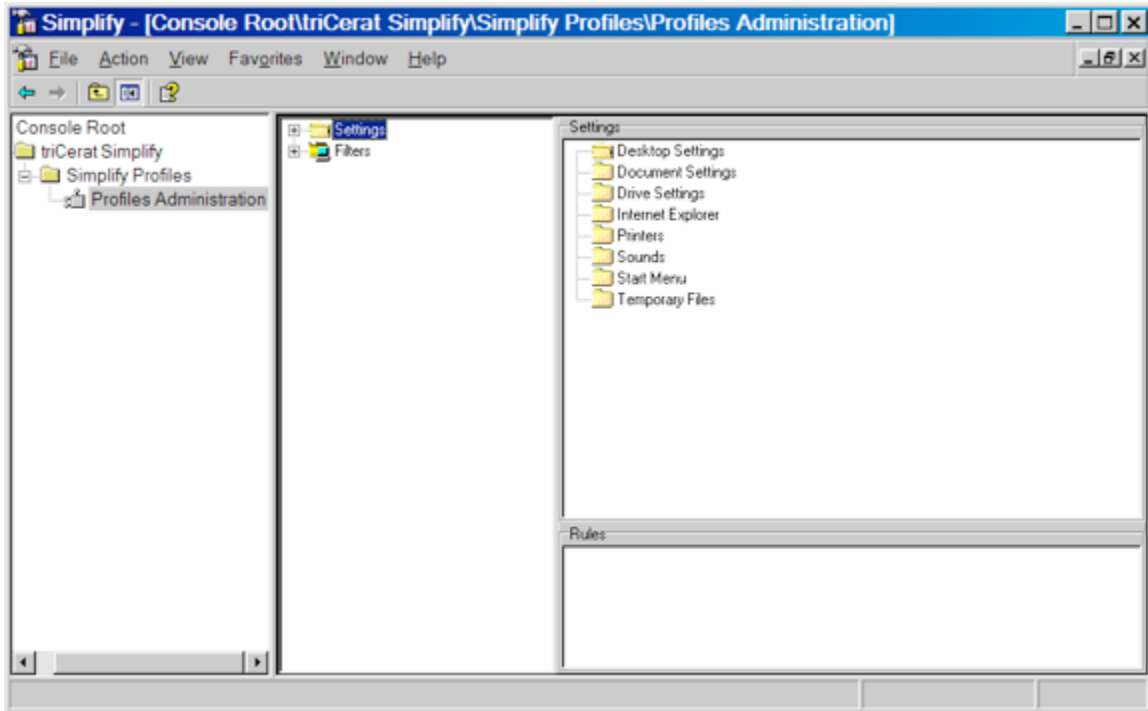 Simplify - [Console Root\triCerat Simplify\Simplify Profiles\Profiles Administration]
File Action View Favorites Window Help
Console Root
triCerat Simplify
Simplify Profiles
Profiles Administration
Settings
Filters
Settings
Desktop Settings
Document Settings
Drive Settings
Internet Explorer
Printers
Sounds
Start Menu
Temporary Files
Rules